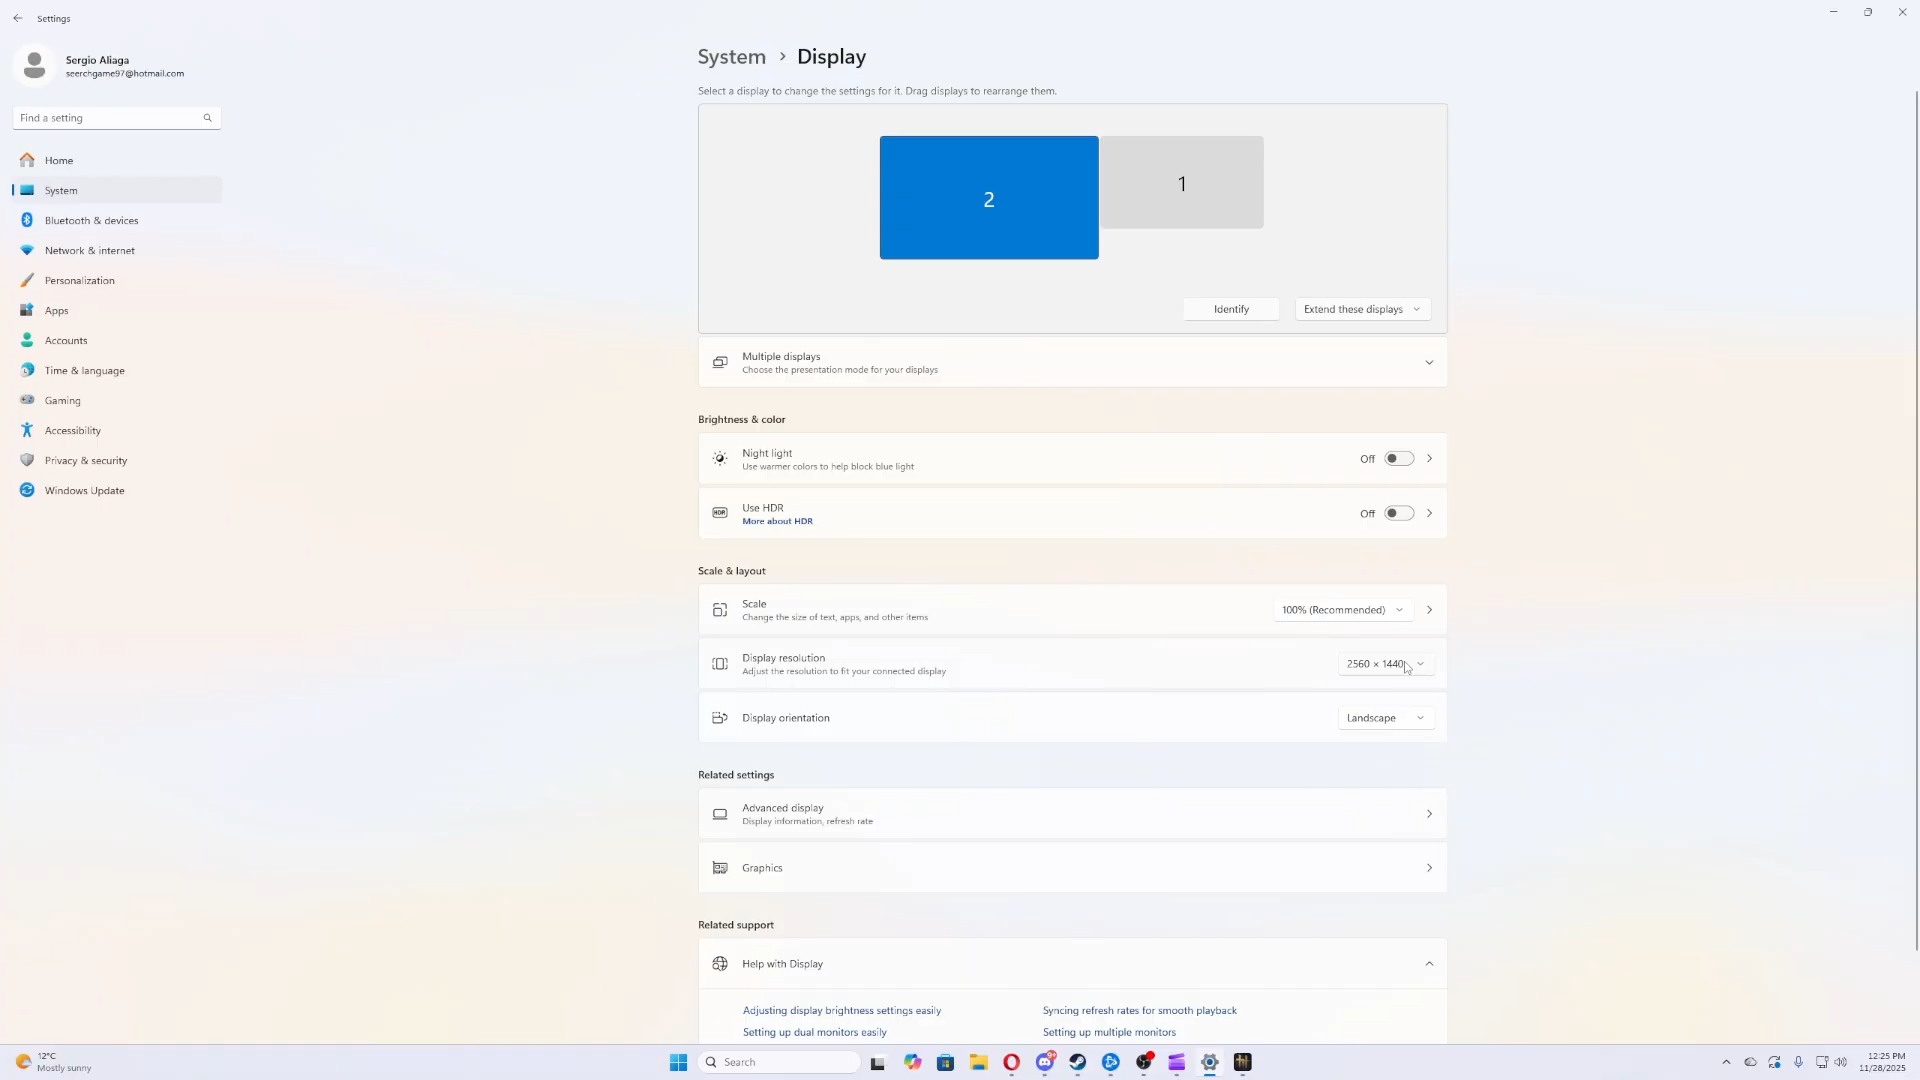 Settings
Sergio Aliaga
seerchgame97@hotmail.com
Find a setting
Home
System
Bluetooth & devices
Network & internet
Personalization
Apps
Accounts
Time & language
Gaming
Accessibility
Privacy & security
Windows Update
System › Display
Select a display to change the settings for it. Drag displays to rearrange them.
2
1
Identify
Extend these displays
Multiple displays
Choose the presentation mode for your displays
Brightness & color
Night light
Use warmer colors to help block blue light
Off
HDR
Use HDR
More about HDR
Off
Scale & layout
Scale
Change the size of text, apps, and other items
100% (Recommended)
Display resolution
Adjust the resolution to fit your connected display
2560 × 1440
Display orientation
Landscape
Related settings
Advanced display
Display information, refresh rate
Graphics
Related support
Help with Display
Adjusting display brightness settings easily
Syncing refresh rates for smooth playback
Setting up dual monitors easily
Setting up multiple monitors
12°C
Mostly sunny
Search
9+
12:25 PM
11/28/2025